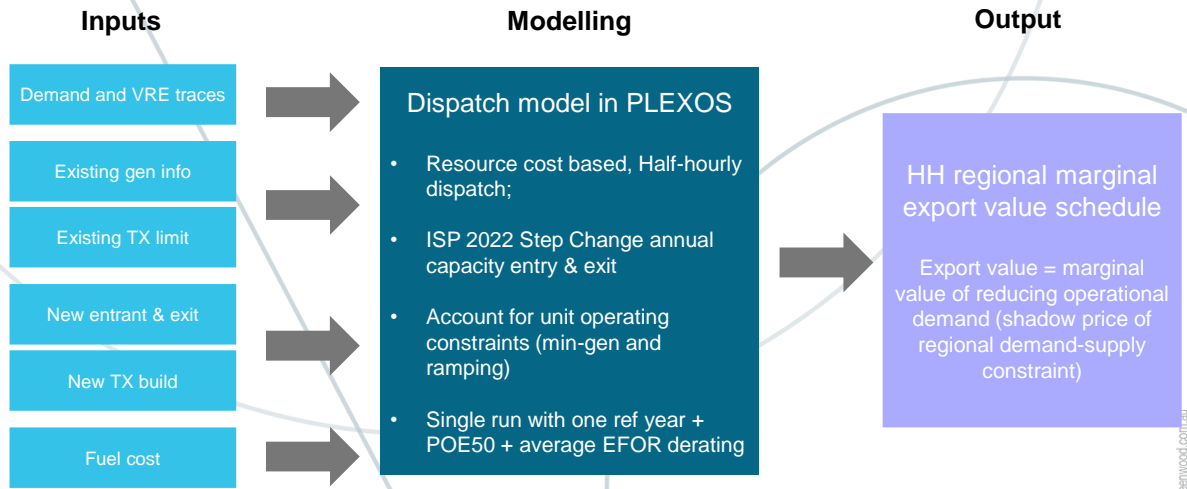 Inputs
Modelling
Output
Demand and VRE traces
Existing gen info
Existing TX limit
New entrant & exit
New TX build
Fuel cost
Dispatch model in PLEXOS
• Resource cost based, Half-hourly
dispatch;
• ISP 2022 Step Change annual
capacity entry & exit
• Account for unit operating
constraints (min-gen and
ramping)
• Single run with one ref year +
POE50 + average EFOR derating
HH regional marginal
export value schedule
Export value = marginal
value of reducing operational
demand (shadow price of
regional demand-supply
constraint)